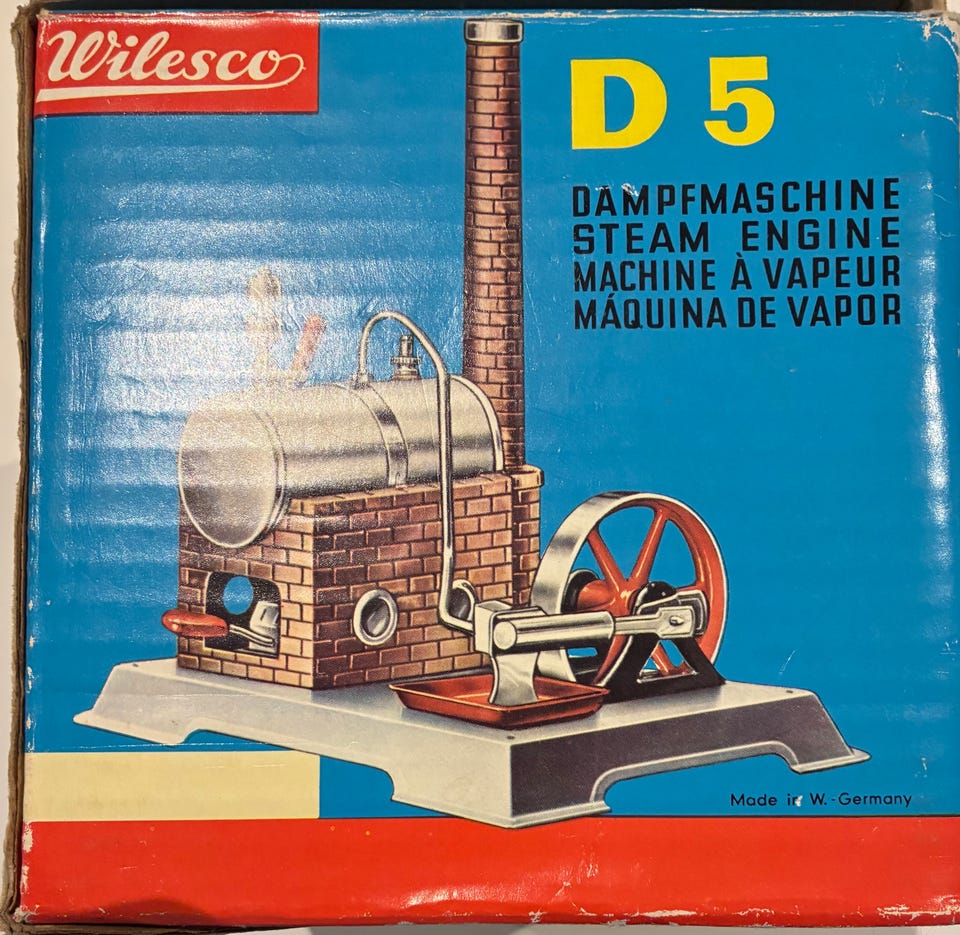 Wilesco
D 5
DAMPFMASCHINE
STEAM ENGINE
MACHINE À VAPEUR
MÁQUINA DE VAPOR
Made in W.-Germany